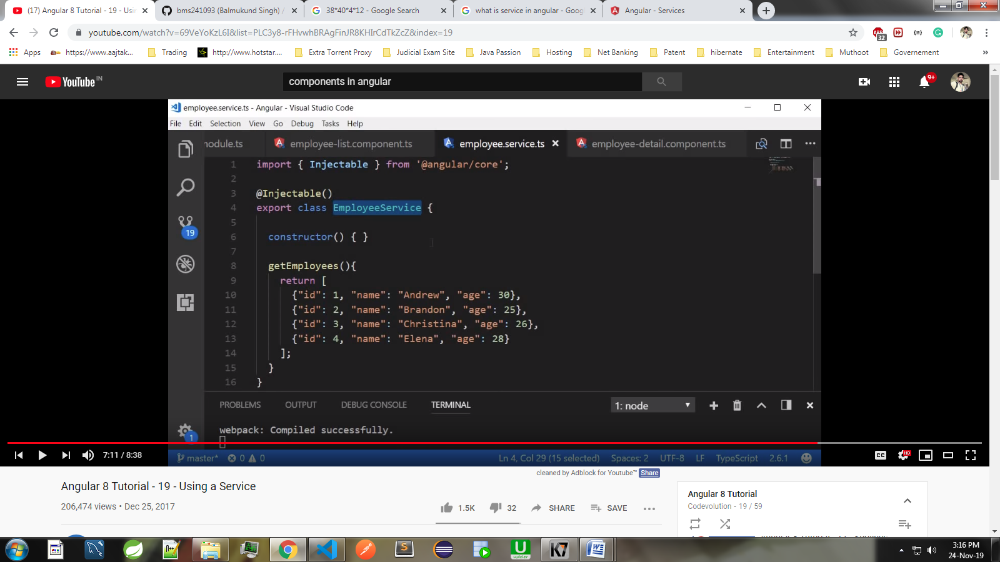 (17) Angular 8 Tutorial - 19 - Usin
bms241093 (Balmukund Singh) /
38*40*4*12 - Google Search
what is service in angular - Goog
Angular - Services
youtube.com/watch?v=69VeYoKzL6I&list=PLC3y8-rFHvwhBRAgFinJR8KHIrCdTkZcZ&index=19
ABP
32
Apps
https://www.aajtak...
Trading
http://www.hotstar....
Extra Torrent Proxy
Judicial Exam Site
Java Passion
Hosting
Net Banking
Patent
hibernate
Entertainment
Muthoot
Governement
»
YouTube IN
components in angular
9+
employee.service.ts - Angular - Visual Studio Code
File Edit Selection View Go Debug Tasks Help
nodule.ts
employee-list.component.ts
employee.service.ts
employee-detail.component.ts
1 import { Injectable } from '@angular/core';
2
3 @Injectable()
4 export class EmployeeService {
5
6 constructor() { }
7
8 getEmployees(){
9 return [
10 {"id": 1, "name": "Andrew", "age": 30},
11 {"id": 2, "name": "Brandon", "age": 25},
12 {"id": 3, "name": "Christina", "age": 26},
13 {"id": 4, "name": "Elena", "age": 28}
14 ];
15 }
16 }
19
PROBLEMS OUTPUT DEBUG CONSOLE TERMINAL
1: node
webpack: Compiled successfully.
1
master* 0 0
Ln 4, Col 29 (15 selected) Spaces: 2 UTF-8 LF TypeScript 2.6.1
7:11 / 8:38
CC
HD
cleaned by Adblock for Youtube™ Share
Angular 8 Tutorial - 19 - Using a Service
206,474 views • Dec 25, 2017
1.5K
32
SHARE
SAVE
Angular 8 Tutorial
Codevolution - 19 / 59
3:16 PM
24-Nov-19